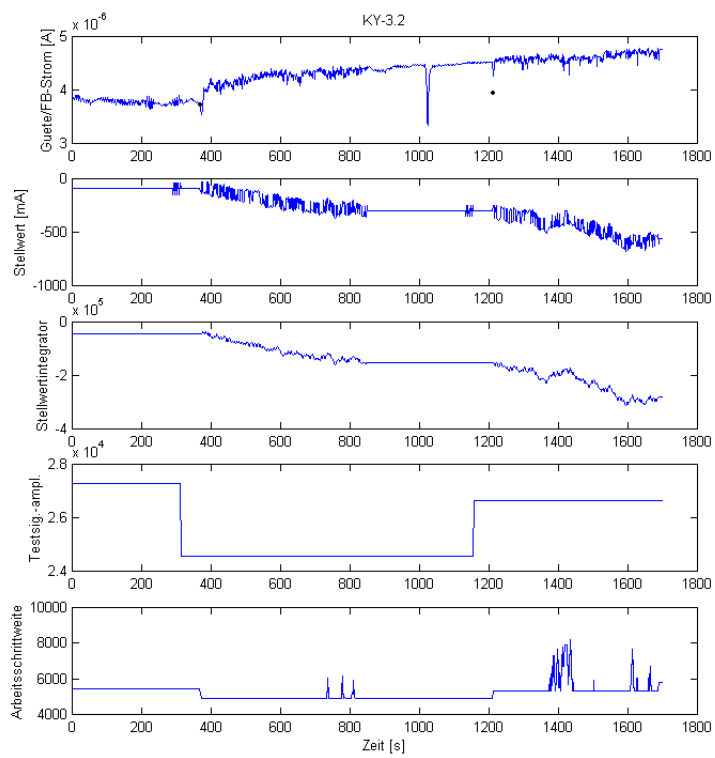 KY-3.2
x 10^-6
Guete/FB-Strom [A]
5
4
3
0 200 400 600 800 1000 1200 1400 1600 1800
Stellwert [mA]
0
-500
-1000
0 200 400 600 800 1000 1200 1400 1600 1800
x 10^5
Stellwertintegrator
0
-2
-4
0 200 400 600 800 1000 1200 1400 1600 1800
x 10^4
Testsig.-ampl.
2.8
2.6
2.4
0 200 400 600 800 1000 1200 1400 1600 1800
Arbeitsschrittweite
10000
8000
6000
4000
0 200 400 600 800 1000 1200 1400 1600 1800
Zeit [s]